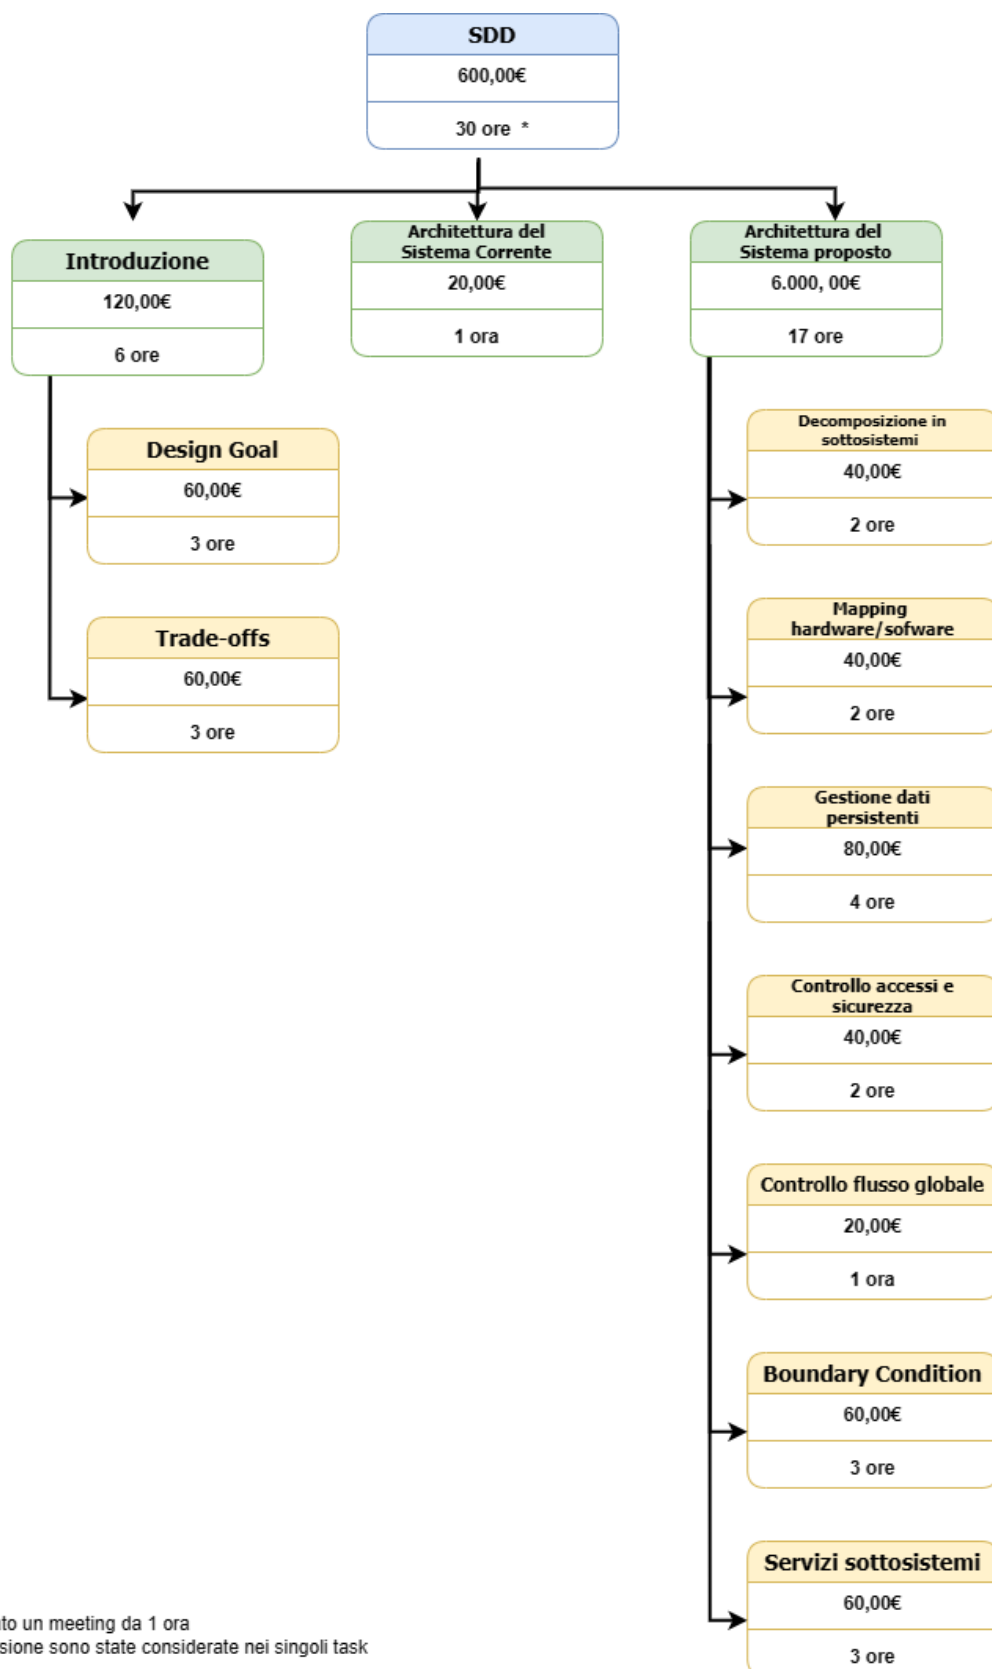 SDD
600,00€
30 ore *
Introduzione
120,00€
6 ore
Architettura del
Sistema Corrente
20,00€
1 ora
Architettura del
Sistema proposto
6.000, 00€
17 ore
Design Goal
60,00€
3 ore
Trade-offs
60,00€
3 ore
Decomposizione in
sottosistemi
40,00€
2 ore
Mapping
hardware/sofware
40,00€
2 ore
Gestione dati
persistenti
80,00€
4 ore
Controllo accessi e
sicurezza
40,00€
2 ore
Controllo flusso globale
20,00€
1 ora
Boundary Condition
60,00€
3 ore
Servizi sottosistemi
60,00€
3 ore
un meeting da 1 ora
sono state considerate nei singoli task